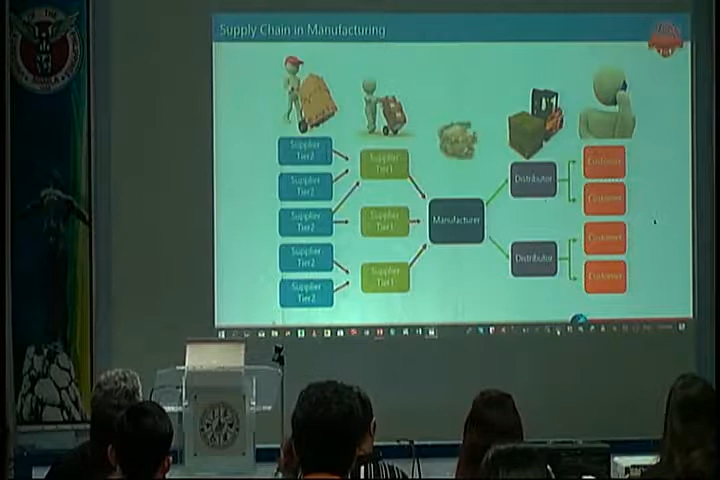 Supply Chain in Manufacturing
Supplier
Tier2
Supplier
Tier2
Supplier
Tier2
Supplier
Tier2
Supplier
Tier2
Supplier
Tier1
Supplier
Tier1
Supplier
Tier1
Manufacturer
Distributor
Distributor
Customer
Customer
Customer
Customer